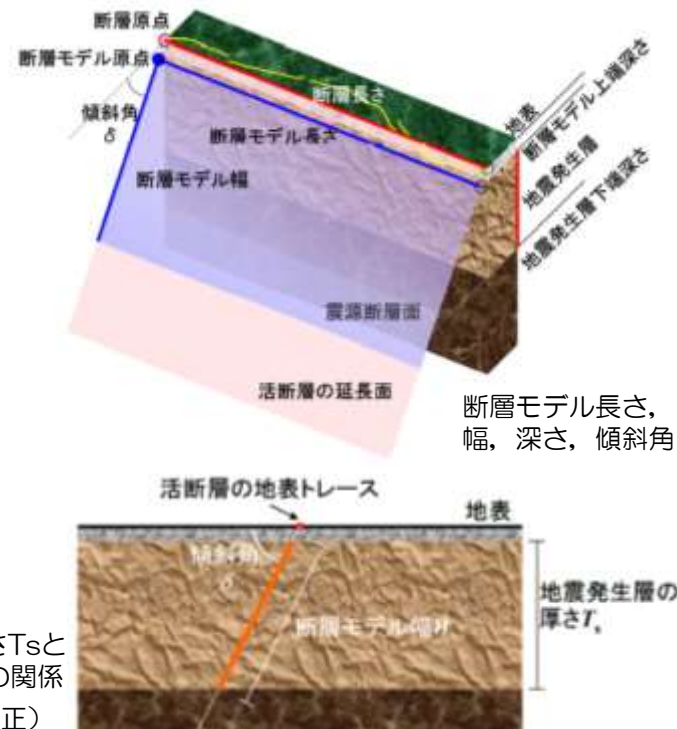 断層原点
断層モデル原点
傾斜角
δ
断層長さ
断層モデル長さ
断層モデル幅
地表
断層モデル上端深さ
地震発生層
地震発生層下端深さ
震源断層面
活断層の延長面
断層モデル長さ,
幅, 深さ, 傾斜角
活断層の地表トレース
地表
傾斜角
δ
断層モデル幅W
地震発生層の
厚さTs
さTsと
の関係
正）